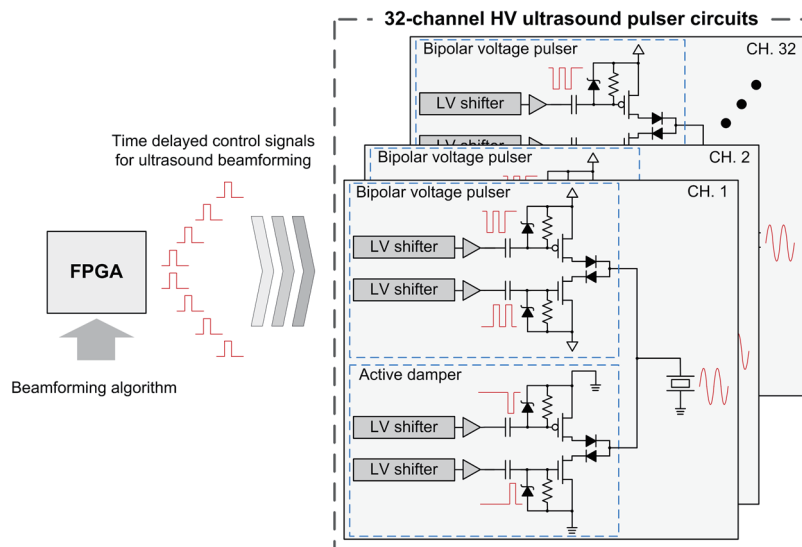 32-channel HV ultrasound pulser circuits
Bipolar voltage pulser
CH. 32
LV shifter
LV shifter
Time delayed control signals
for ultrasound beamforming
Bipolar voltage pulser
CH. 2
Bipolar voltage pulser
CH. 1
LV shifter
LV shifter
FPGA
Beamforming algorithm
Active damper
LV shifter
LV shifter